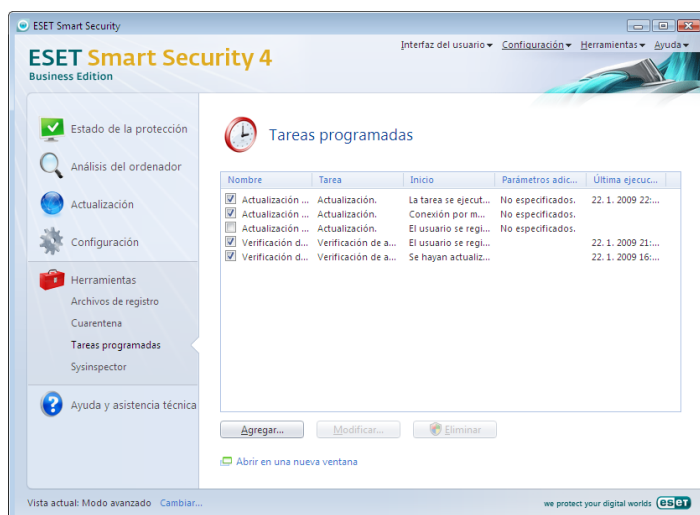 ESET Smart Security
ESET Smart Security 4
Business Edition
Interfaz del usuario Configuración Herramientas Ayuda
Estado de la protección
Análisis del ordenador
Actualización
Configuración
Herramientas
Archivos de registro
Cuarentena
Tareas programadas
Sysinspector
Ayuda y asistencia técnica
Tareas programadas
Nombre Tarea Inicio Parámetros adic... Última ejecuc...
Actualización ... Actualización. La tarea se ejecut... No especificados. 22. 1. 2009 22:...
Actualización ... Actualización. Conexión por m... No especificados.
Actualización ... Actualización. El usuario se regi... No especificados.
Verificación d... Verificación de a... El usuario se regi... 22. 1. 2009 21:...
Verificación d... Verificación de a... Se hayan actualiz... 22. 1. 2009 16:...
Agregar... Modificar... Eliminar
Abrir en una nueva ventana
Vista actual: Modo avanzado Cambiar...
we protect your digital worlds eset